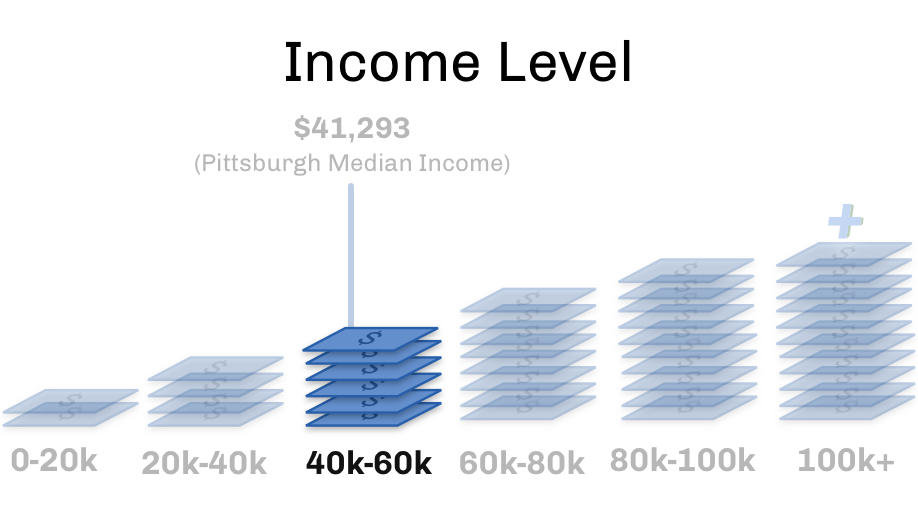 Income Level
$41,293
(Pittsburgh Median Income)
+
0-20k 20k-40k 40k-60k 60k-80k 80k-100k 100k+